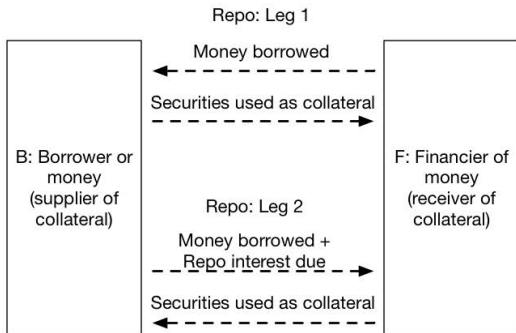 Repo: Leg 1
Money borrowed
Securities used as collateral
B: Borrower or
money
(supplier of
collateral)
F: Financier of
money
(receiver of
collateral)
Repo: Leg 2
Money borrowed +
Repo interest due
Securities used as collateral